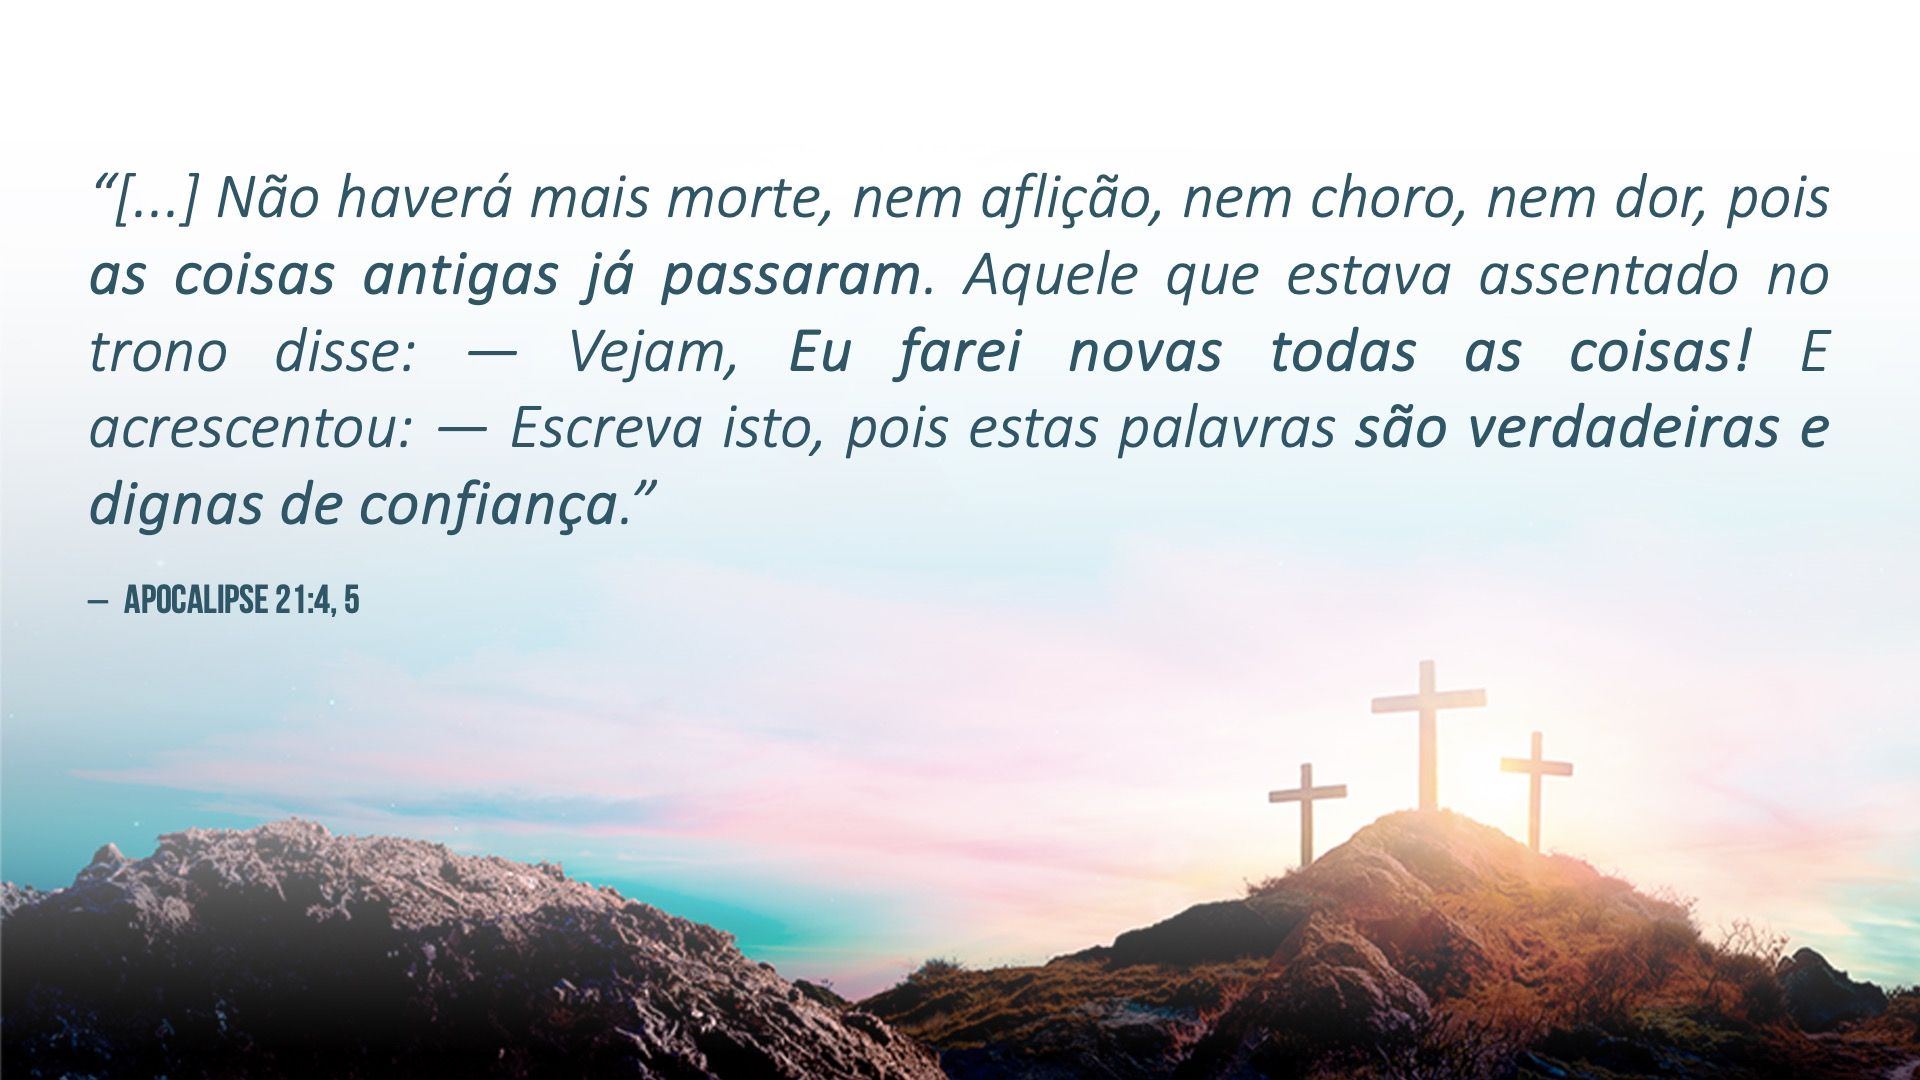 “[...] Não haverá mais morte, nem aflição, nem choro, nem dor, pois
as coisas antigas já passaram. Aquele que estava assentado no
trono disse: — Vejam, Eu farei novas todas as coisas! E
acrescentou: — Escreva isto, pois estas palavras são verdadeiras e
dignas de confiança.”
– APOCALIPSE 21:4, 5